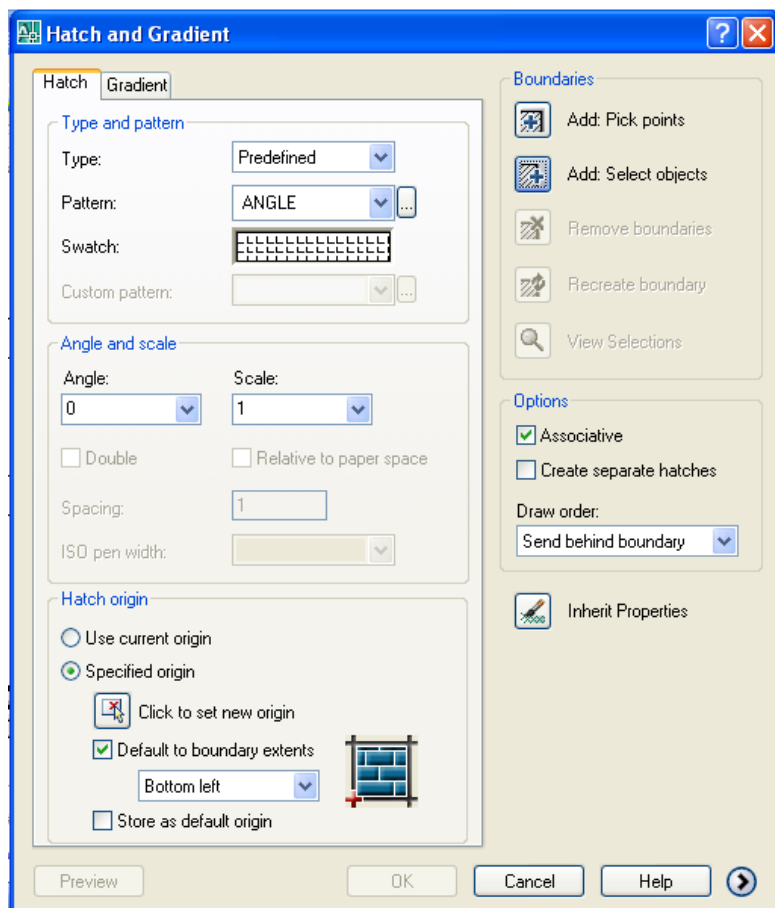 Hatch and Gradient
Hatch Gradient
Type and pattern
Type: Predefined
Pattern: ANGLE ...
Swatch:
Custom pattern: ...
Angle and scale
Angle: Scale:
0 1
Double Relative to paper space
Spacing: 1
ISO pen width:
Hatch origin
Use current origin
Specified origin
Click to set new origin
Default to boundary extents
Bottom left
Store as default origin
Boundaries
Add: Pick points
Add: Select objects
Remove boundaries
Recreate boundary
View Selections
Options
Associative
Create separate hatches
Draw order:
Send behind boundary
Inherit Properties
Preview OK Cancel Help